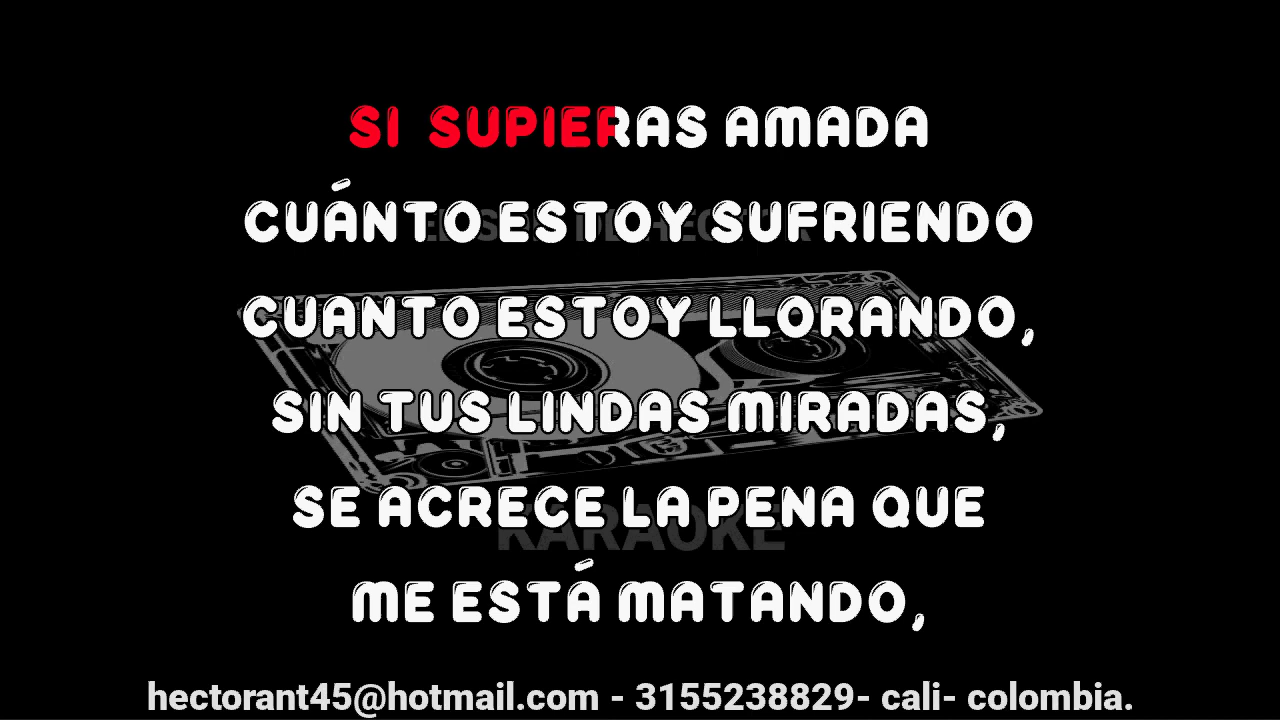 SI SUPIERAS AMADA
CUÁNTO ESTOY SUFRIENDO
CUANTO ESTOY LLORANDO,
SIN TUS LINDAS MIRADAS,
SE ACRECE LA PENA QUE
KARAOKE
ME ESTÁ MATANDO,
hectorant45@hotmail.com - 3155238829- cali- colombia.